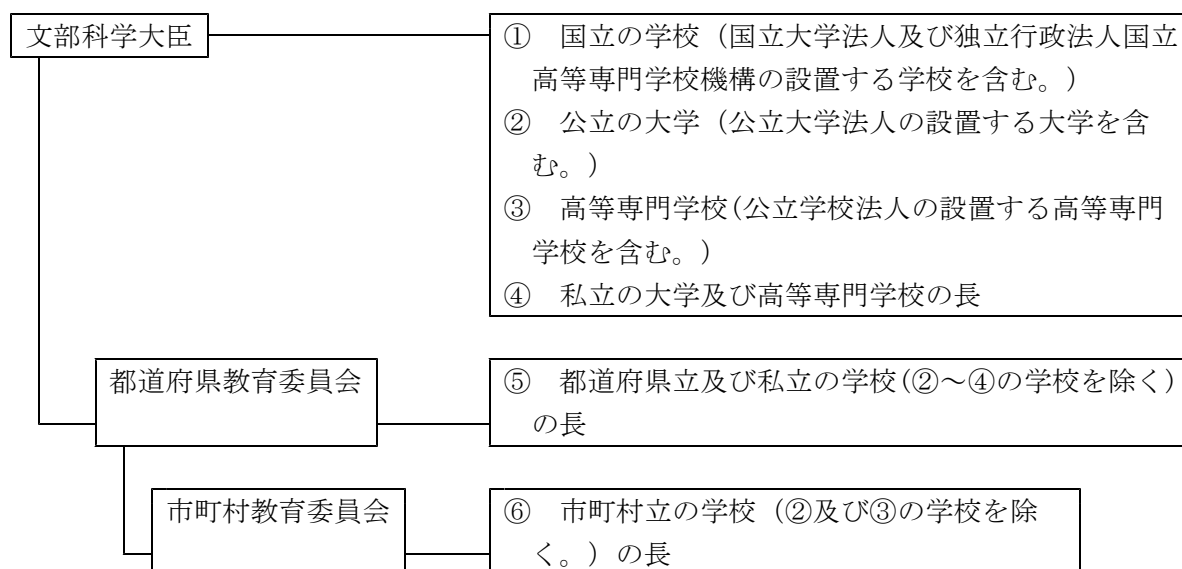 文部科学大臣
① 国立の学校（国立大学法人及び独立行政法人国立
高等専門学校機構の設置する学校を含む。）
② 公立の大学（公立大学法人の設置する大学を含
む。）
③ 高等専門学校(公立学校法人の設置する高等専門
学校を含む。）
④ 私立の大学及び高等専門学校の長
都道府県教育委員会
⑤ 都道府県立及び私立の学校(②～④の学校を除く)
の長
市町村教育委員会
⑥ 市町村立の学校（②及び③の学校を除
く。）の長